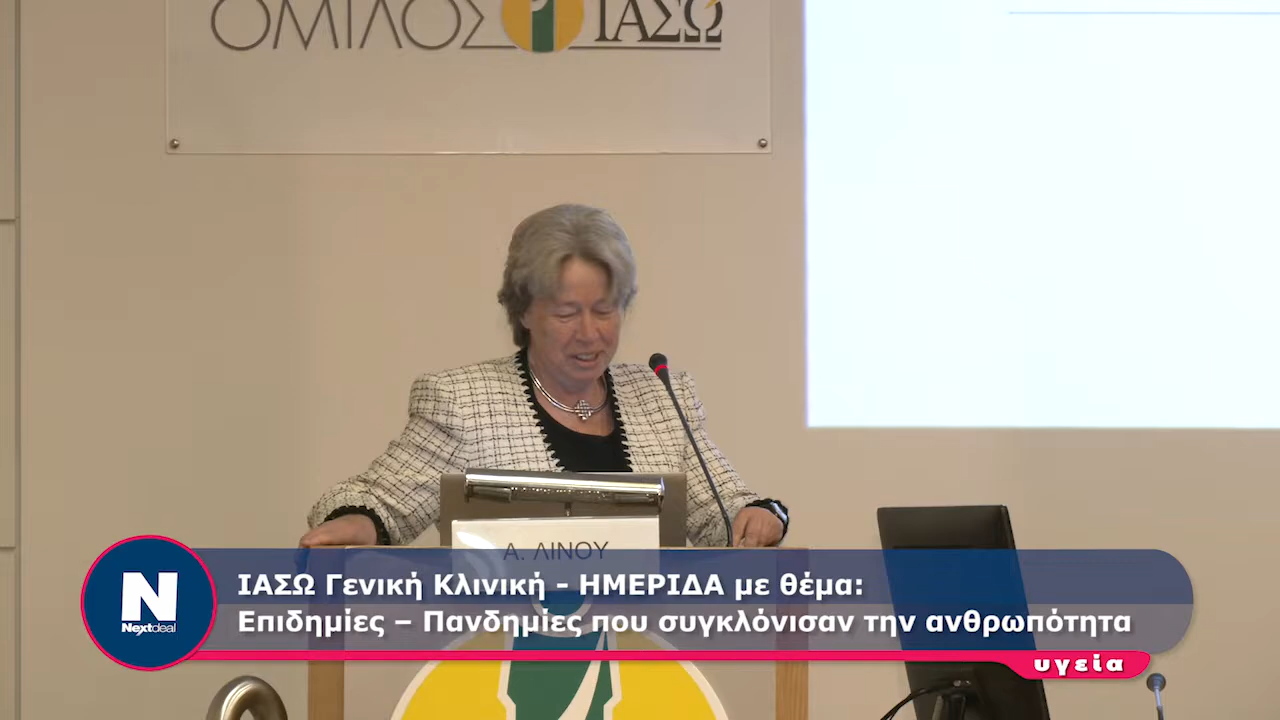 ΟΜΙΛΟΣ ΙΑΣΩ
Α. ΛΙΝΟΥ
N
Nextdeal
ΙΑΣΩ Γενική Κλινική - ΗΜΕΡΙΔΑ με θέμα:
Επιδημίες – Πανδημίες που συγκλόνισαν την ανθρωπότητα
υγεία